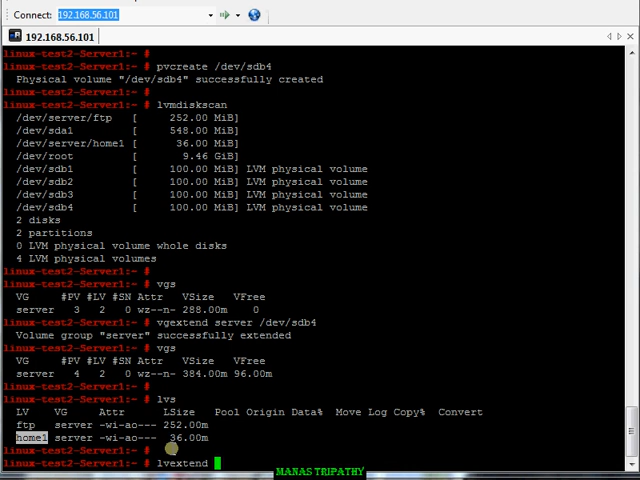 Connect: 192.168.56.101
192.168.56.101
linux-test2-Server1:~ #
linux-test2-Server1:~ # pvcreate /dev/sdb4
Physical volume "/dev/sdb4" successfully created
linux-test2-Server1:~ #
linux-test2-Server1:~ # lvmdiskscan
/dev/server/ftp [ 252.00 MiB]
/dev/sda1 [ 548.00 MiB]
/dev/server/home1 [ 36.00 MiB]
/dev/root [ 9.46 GiB]
/dev/sdb1 [ 100.00 MiB] LVM physical volume
/dev/sdb2 [ 100.00 MiB] LVM physical volume
/dev/sdb3 [ 100.00 MiB] LVM physical volume
/dev/sdb4 [ 100.00 MiB] LVM physical volume
2 disks
2 partitions
0 LVM physical volume whole disks
4 LVM physical volumes
linux-test2-Server1:~ #
linux-test2-Server1:~ # vgs
VG #PV #LV #SN Attr VSize VFree
server 3 2 0 wz--n- 288.00m 0
linux-test2-Server1:~ # vgextend server /dev/sdb4
Volume group "server" successfully extended
linux-test2-Server1:~ # vgs
VG #PV #LV #SN Attr VSize VFree
server 4 2 0 wz--n- 384.00m 96.00m
linux-test2-Server1:~ #
linux-test2-Server1:~ # lvs
LV VG Attr LSize Pool Origin Data% Move Log Copy% Convert
ftp server -wi-ao--- 252.00m
home1 server -wi-ao--- 36.00m
linux-test2-Server1:~ #
linux-test2-Server1:~ # lvextend
MANAS TRIPATHY